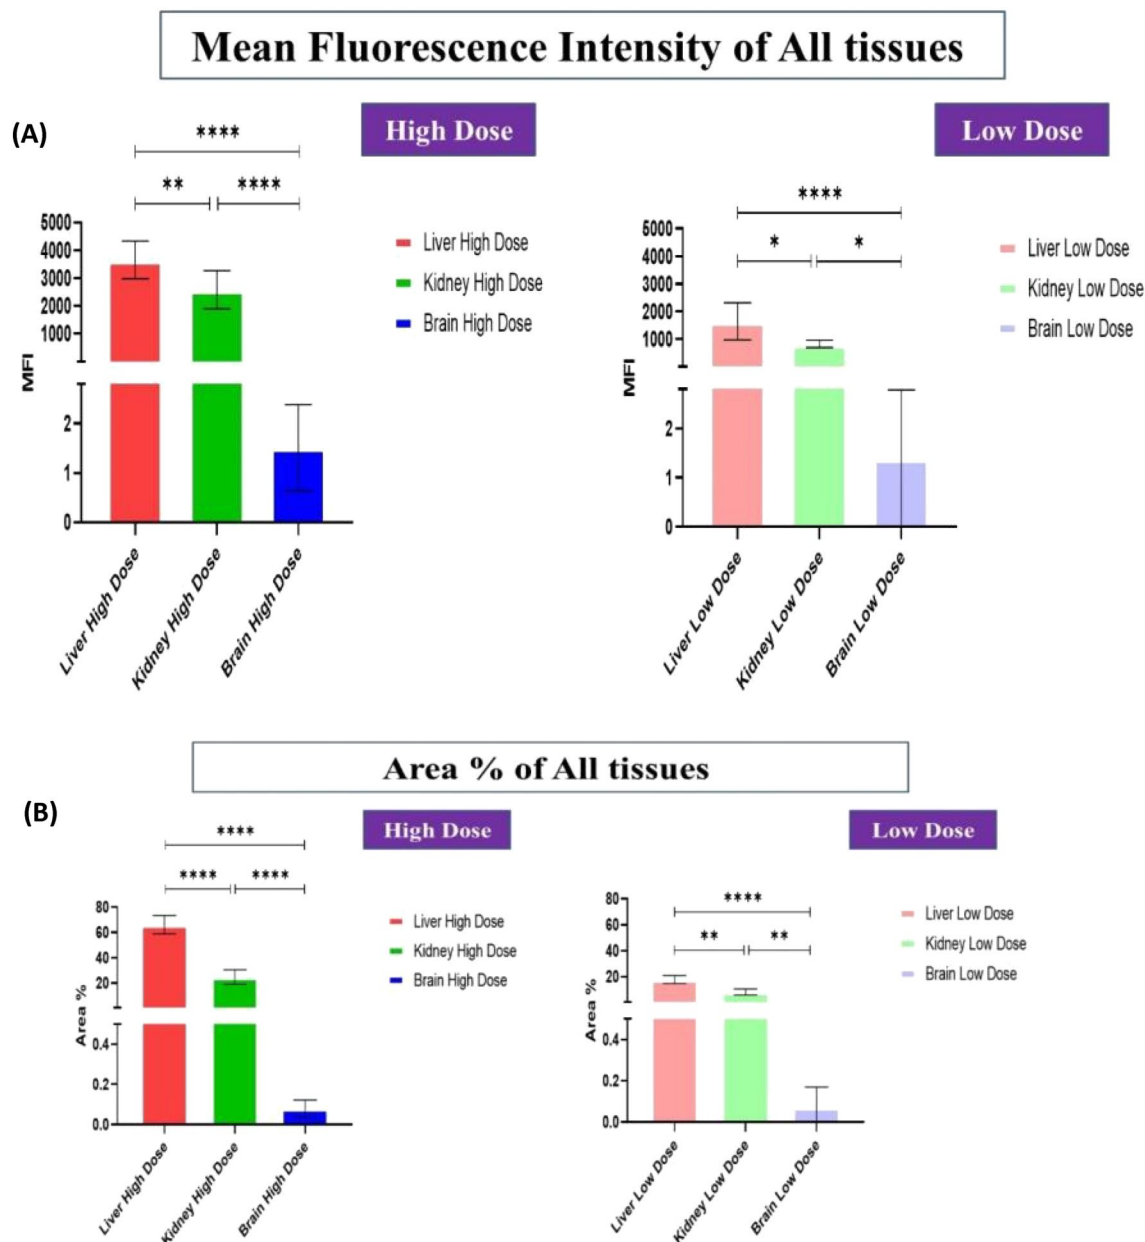 Mean Fluorescence Intensity of All tissues
(A)
High Dose
****
** ****
5000
4000
3000
2000
1000
2
1
0
MFI
Liver High Dose
Kidney High Dose
Brain High Dose
Liver High Dose
Kidney High Dose
Brain High Dose
Low Dose
****
* *
5000
4000
3000
2000
1000
0
2
1
0
MFI
Liver Low Dose
Kidney Low Dose
Brain Low Dose
Liver Low Dose
Kidney Low Dose
Brain Low Dose
Area % of All tissues
(B)
High Dose
****
**** ****
80
60
40
20
0.4
0.2
0.0
Area %
Liver High Dose
Kidney High Dose
Brain High Dose
Liver High Dose
Kidney High Dose
Brain High Dose
Low Dose
****
** **
80
60
40
20
0.4
0.2
0.0
Area %
Liver Low Dose
Kidney Low Dose
Brain Low Dose
Liver Low Dose
Kidney Low Dose
Brain Low Dose